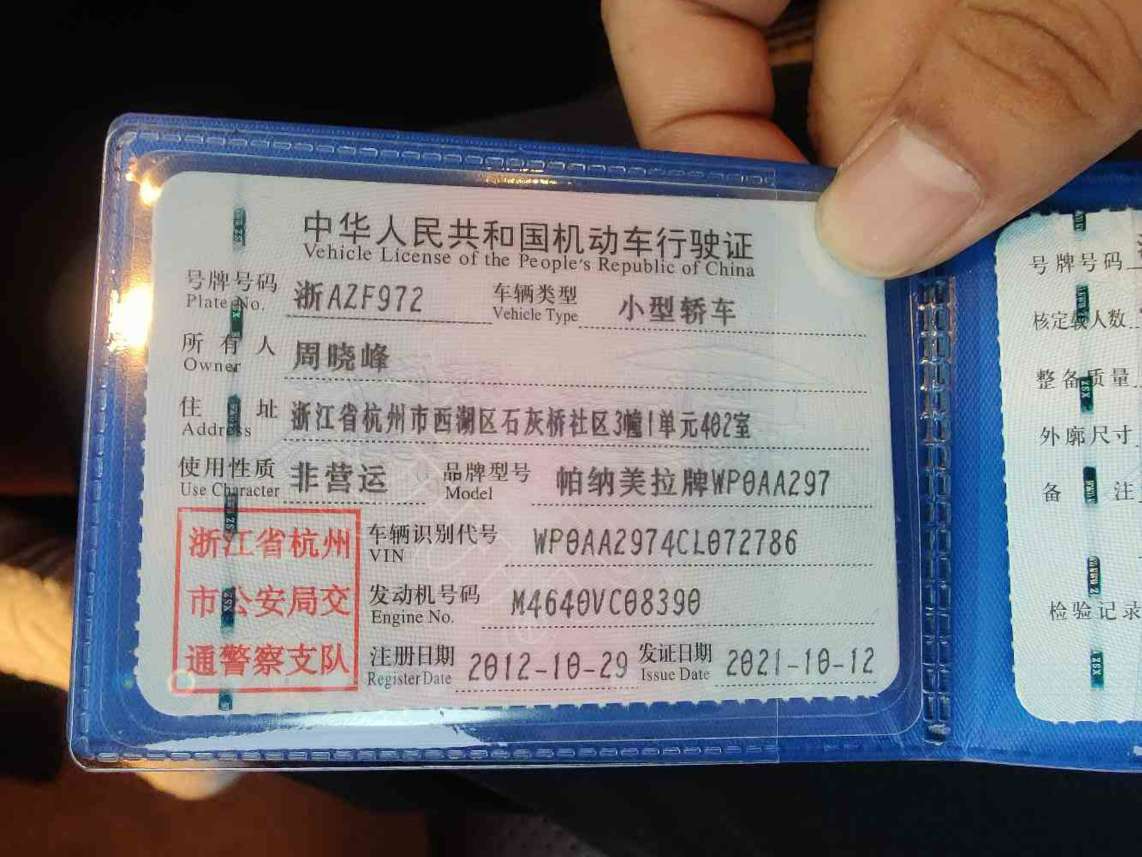 中华人民共和国机动车行驶证
Vehicle License of the People's Republic of China
号牌号码 浙AZF972 车辆类型 小型轿车
Plate No. Vehicle Type
所有人 周晓峰
Owner
住址 浙江省杭州市西湖区石灰桥社区3幢1单元402室
Address
使用性质 非营运 品牌型号 帕纳美拉牌WP0AA297
Use Character Model
浙江省杭州
市公安局交
通警察支队
车辆识别代号 WP0AA2974CL072786
VIN
发动机号码 M4640VC08390
Engine No.
注册日期 2012-10-29 发证日期 2021-10-12
Register Date Issue Date
号牌号码
核定载人数
整备质量
外廓尺寸
备注
检验记录